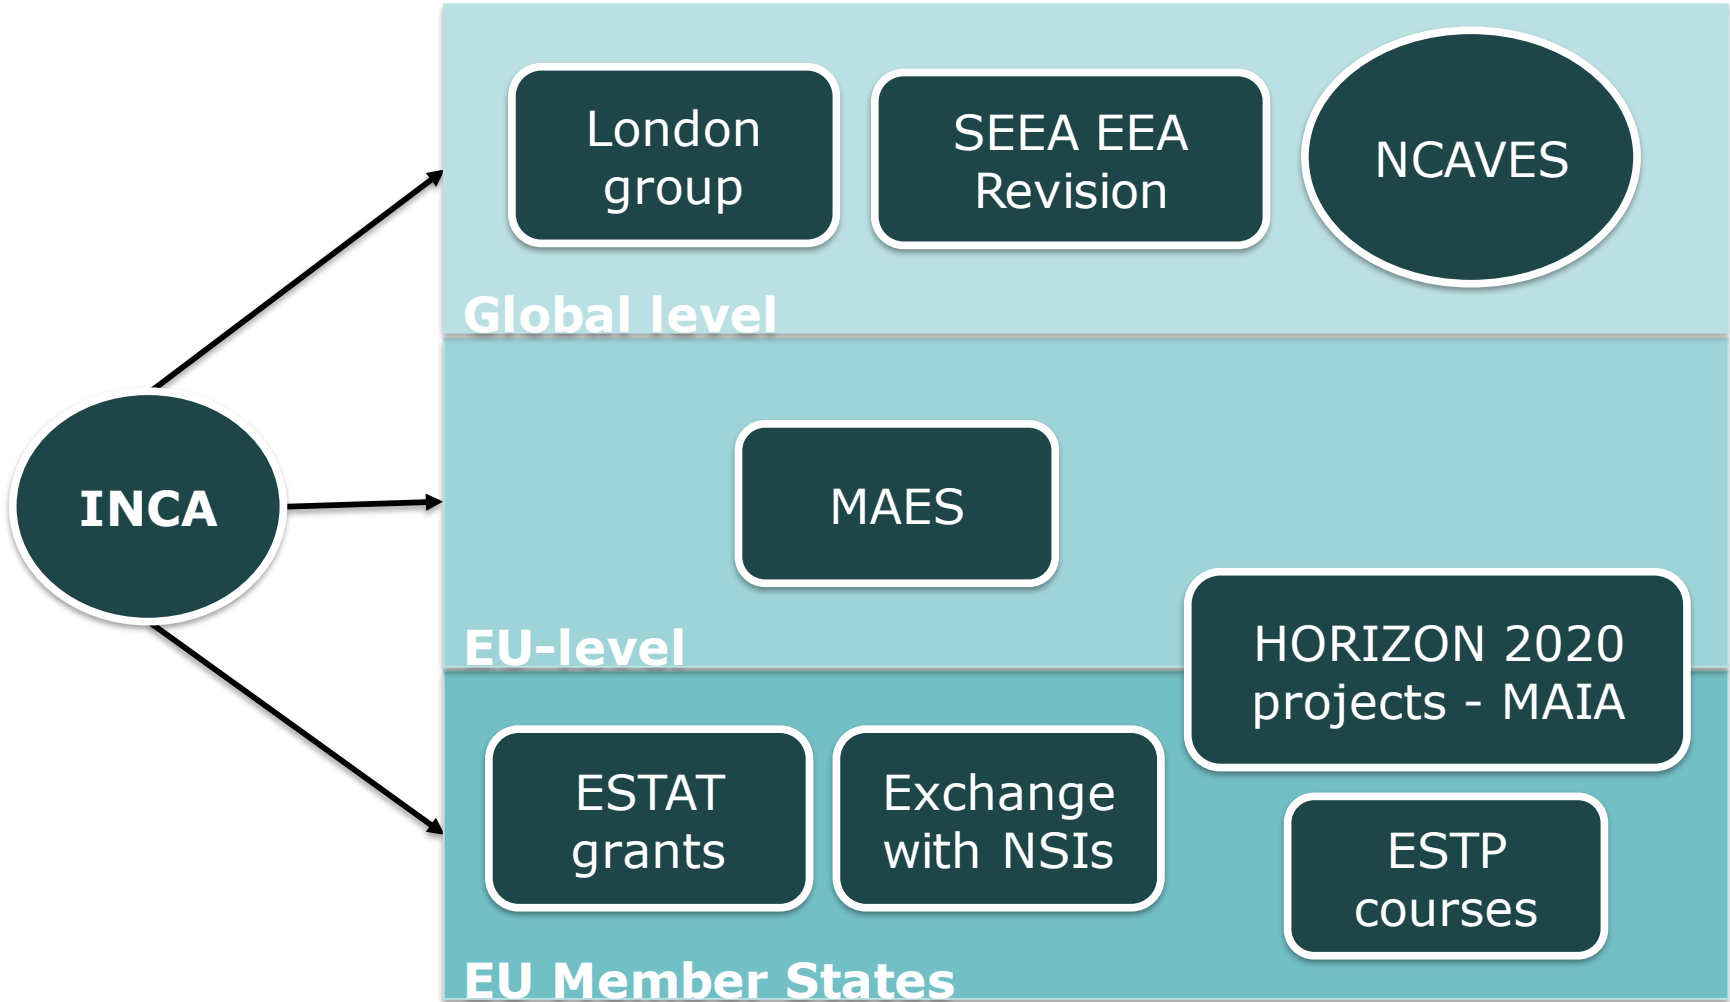 London
group
SEEA EEA
Revision
NCAVES
Global level
INCA
MAES
EU-level
HORIZON 2020
projects - MAIA
ESTAT
grants
Exchange
with NSIs
ESTP
courses
EU Member States